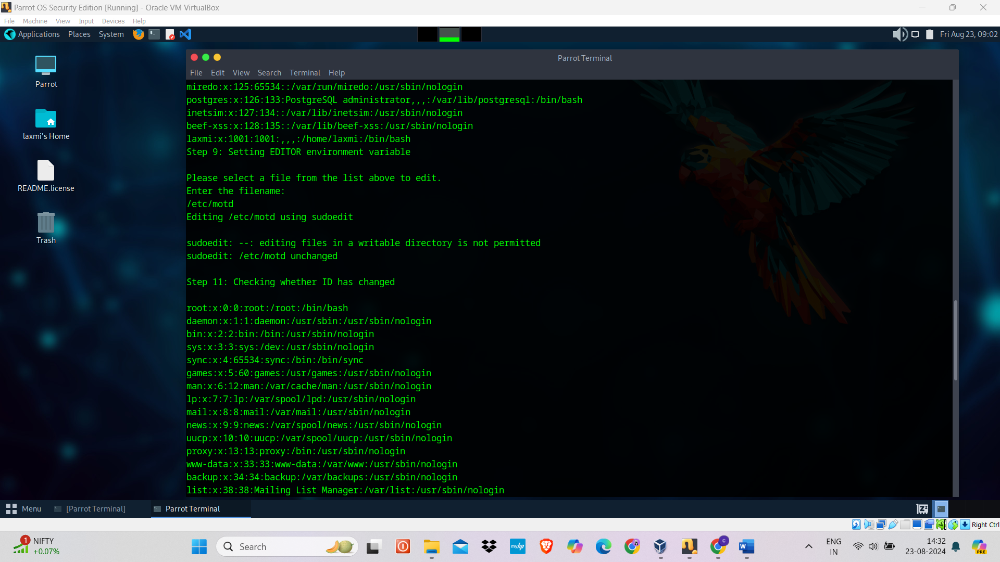 Parrot OS Security Edition [Running] - Oracle VM VirtualBox
File Machine View Input Devices Help
Applications Places System
Fri Aug 23, 09:02
Parrot
laxmi's Home
README.license
Trash
Parrot Terminal
File Edit View Search Terminal Help
miredo:x:125:65534::/var/run/miredo:/usr/sbin/nologin
postgres:x:126:133:PostgreSQL administrator,,,:/var/lib/postgresql:/bin/bash
inetsim:x:127:134::/var/lib/inetsim:/usr/sbin/nologin
beef-xss:x:128:135::/var/lib/beef-xss:/usr/sbin/nologin
laxmi:x:1001:1001:,,,:/home/laxmi:/bin/bash
Step 9: Setting EDITOR environment variable
Please select a file from the list above to edit.
Enter the filename:
/etc/motd
Editing /etc/motd using sudoedit
sudoedit: --: editing files in a writable directory is not permitted
sudoedit: /etc/motd unchanged
Step 11: Checking whether ID has changed
root:x:0:0:root:/root:/bin/bash
daemon:x:1:1:daemon:/usr/sbin:/usr/sbin/nologin
bin:x:2:2:bin:/bin:/usr/sbin/nologin
sys:x:3:3:sys:/dev:/usr/sbin/nologin
sync:x:4:65534:sync:/bin:/bin/sync
games:x:5:60:games:/usr/games:/usr/sbin/nologin
man:x:6:12:man:/var/cache/man:/usr/sbin/nologin
lp:x:7:7:lp:/var/spool/lpd:/usr/sbin/nologin
mail:x:8:8:mail:/var/mail:/usr/sbin/nologin
news:x:9:9:news:/var/spool/news:/usr/sbin/nologin
uucp:x:10:10:uucp:/var/spool/uucp:/usr/sbin/nologin
proxy:x:13:13:proxy:/bin:/usr/sbin/nologin
www-data:x:33:33:www-data:/var/www:/usr/sbin/nologin
backup:x:34:34:backup:/var/backups:/usr/sbin/nologin
list:x:38:38:Mailing List Manager:/var/list:/usr/sbin/nologin
Menu [Parrot Terminal] Parrot Terminal
Right Ctrl
1
NIFTY
+0.07%
Search
myhp
W
C
PRE
ENG
IN
14:32
23-08-2024